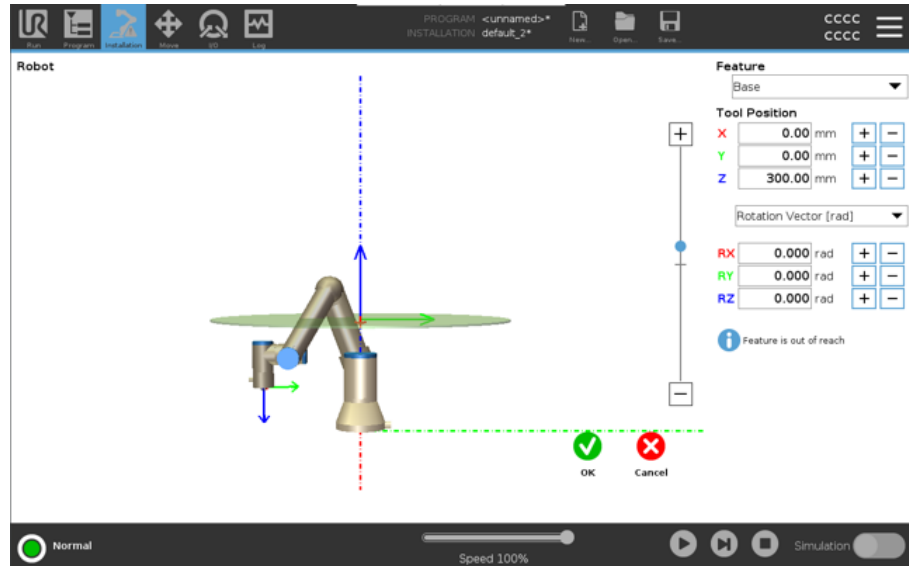 UR
PROGRAM <unnamed>*
INSTALLATION default_2*
Run Program Installation Move I/O Log
New... Open... Save...
cccc
cccc
Robot
Feature
Base
Tool Position
X 0.00 mm + −
Y 0.00 mm + −
Z 300.00 mm + −
Rotation Vector [rad]
RX 0.000 rad + −
RY 0.000 rad + −
RZ 0.000 rad + −
i Feature is out of reach
+
−
OK Cancel
Normal
Speed 100%
Simulation